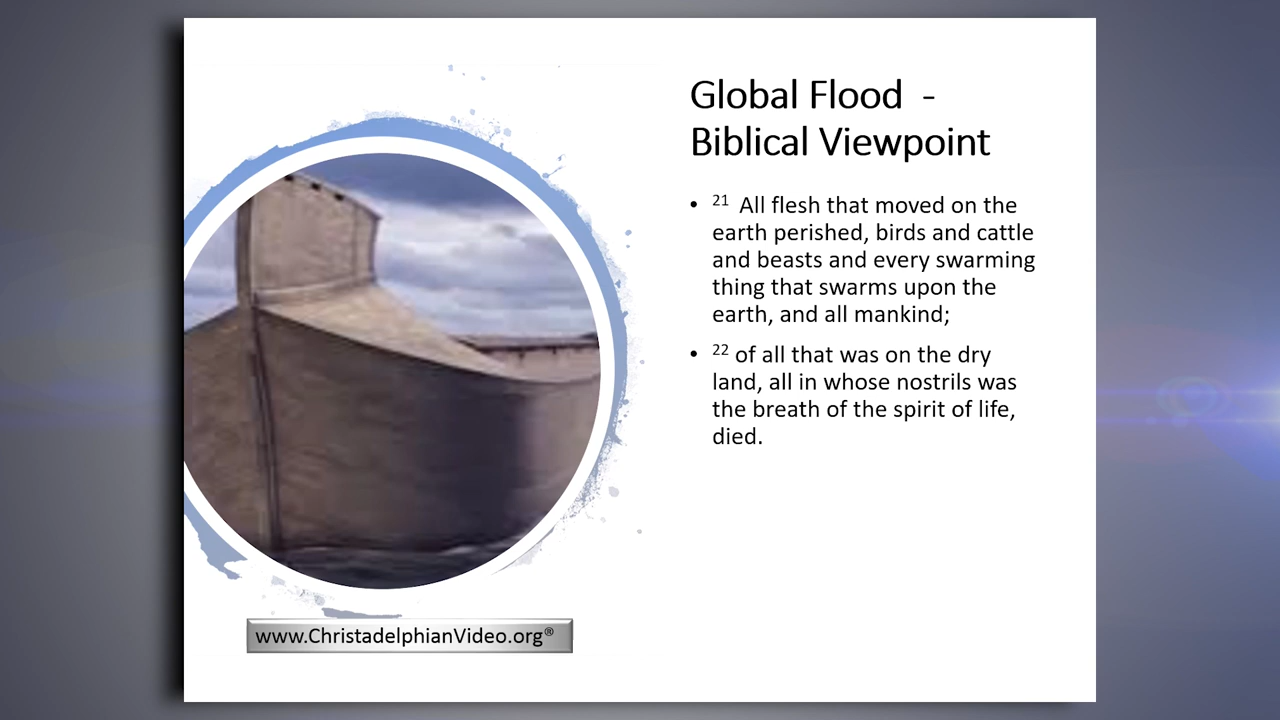 Global Flood -
Biblical Viewpoint
• 21 All flesh that moved on the
earth perished, birds and cattle
and beasts and every swarming
thing that swarms upon the
earth, and all mankind;
• 22 of all that was on the dry
land, all in whose nostrils was
the breath of the spirit of life,
died.
www.ChristadelphianVideo.org®